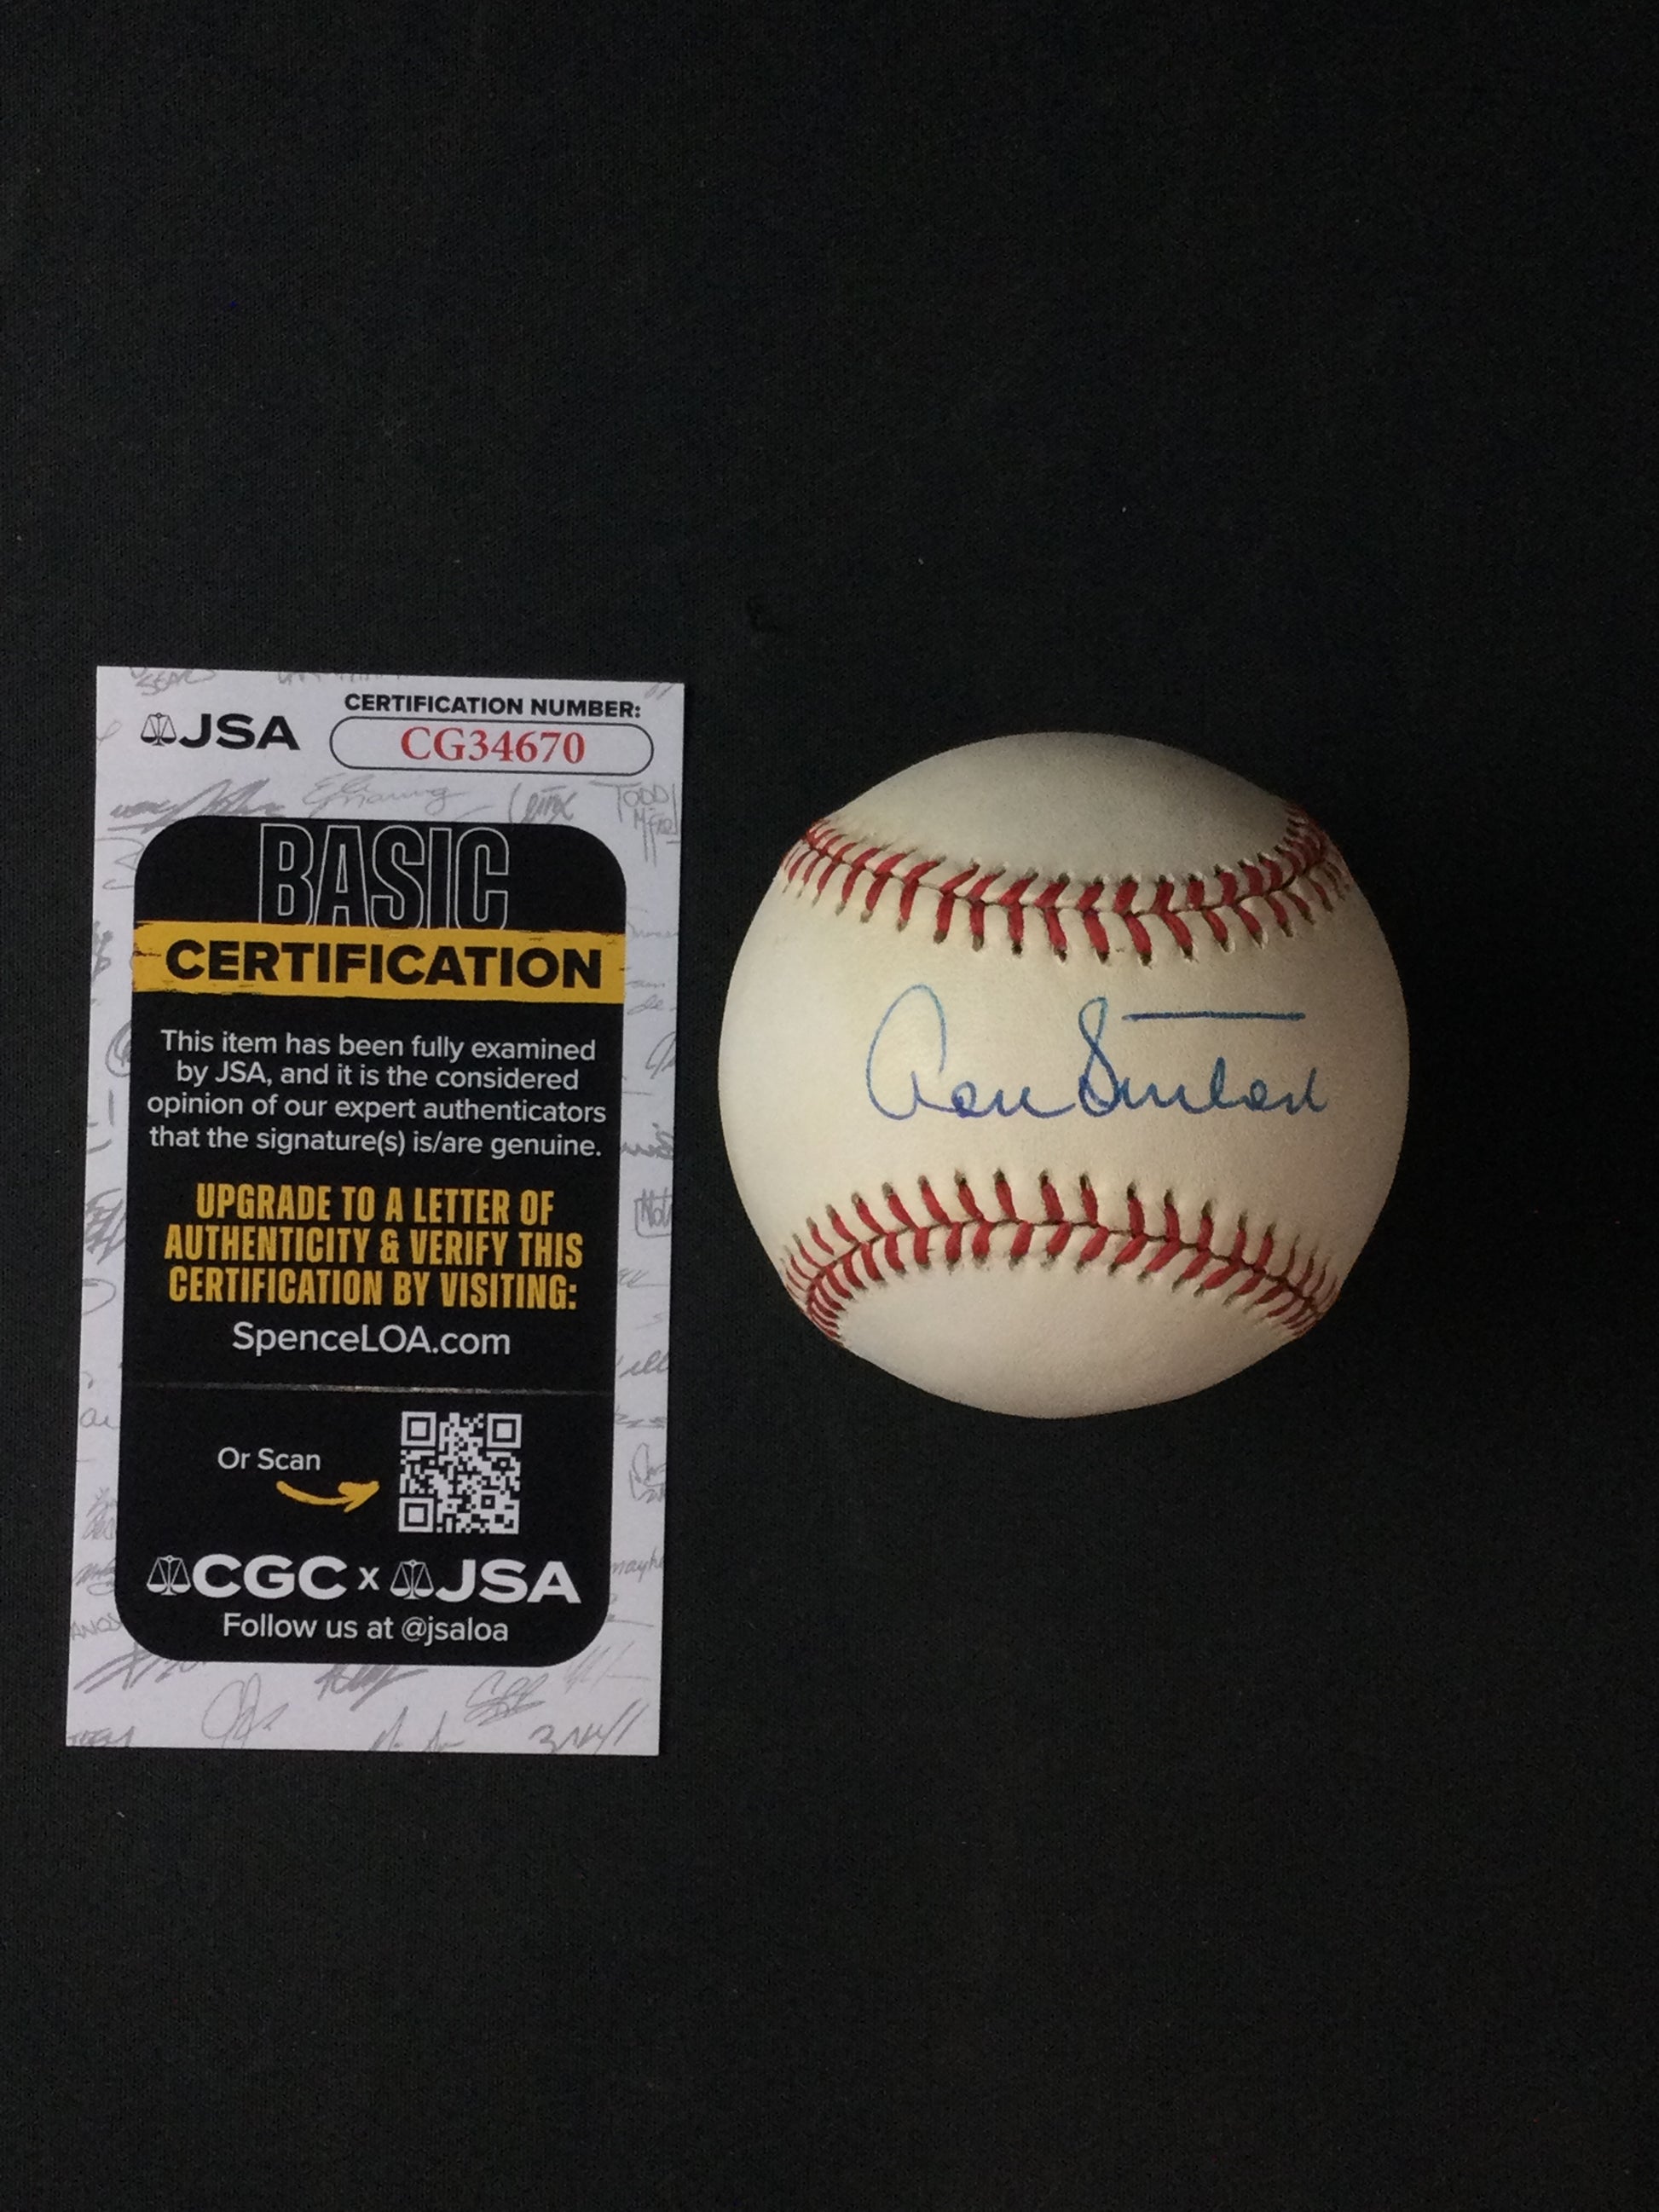 JSA
CERTIFICATION NUMBER:
CG34670
BASIC
CERTIFICATION
This item has been fully examined
by JSA, and it is the considered
opinion of our expert authenticators
that the signature(s) is/are genuine.
UPGRADE TO A LETTER OF
AUTHENTICITY & VERIFY THIS
CERTIFICATION BY VISITING:
SpenceLOA.com
Or Scan
CGC x JSA
Follow us at @jsaloa